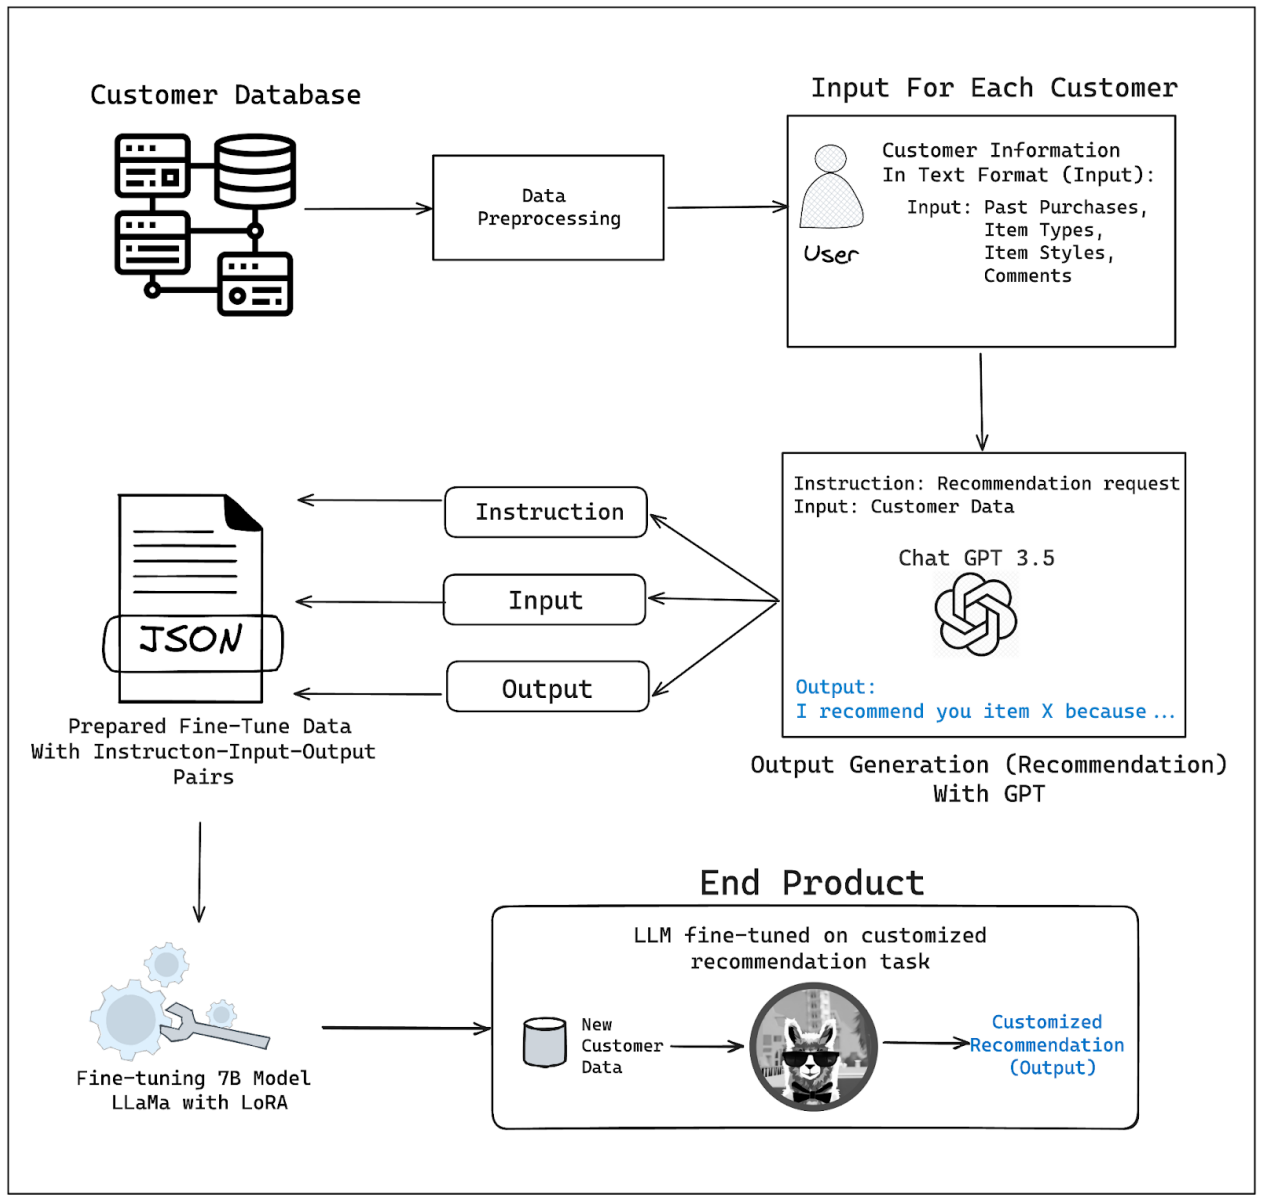 Customer Database
Input For Each Customer
Data
Preprocessing
Customer Information
In Text Format (Input):
Input: Past Purchases,
Item Types,
Item Styles,
Comments
User
Instruction: Recommendation request
Input: Customer Data
Chat GPT 3.5
Output:
I recommend you item X because ...
Output Generation (Recommendation)
With GPT
Instruction
Input
Output
JSON
Prepared Fine-Tune Data
With Instructon-Input-Output
Pairs
Fine-tuning 7B Model
LLaMa with LoRA
End Product
LLM fine-tuned on customized
recommendation task
New
Customer
Data
Customized
Recommendation
(Output)